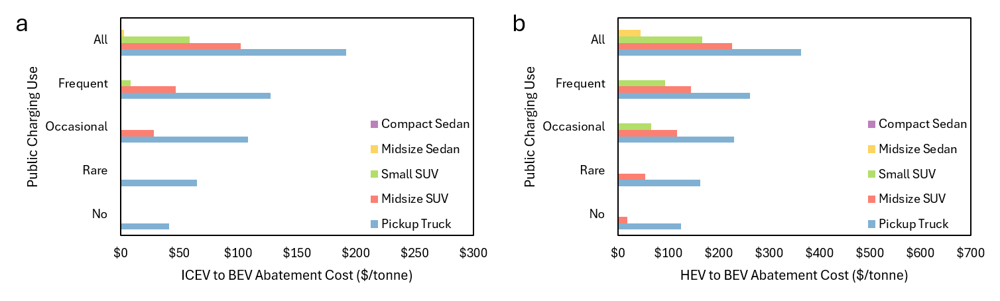 a
Public Charging Use
All
Frequent
Occasional
Rare
No
Compact Sedan
Midsize Sedan
Small SUV
Midsize SUV
Pickup Truck
$0 $50 $100 $150 $200 $250 $300
ICEV to BEV Abatement Cost ($/tonne)
b
Public Charging Use
All
Frequent
Occasional
Rare
No
Compact Sedan
Midsize Sedan
Small SUV
Midsize SUV
Pickup Truck
$0 $100 $200 $300 $400 $500 $600 $700
HEV to BEV Abatement Cost ($/tonne)